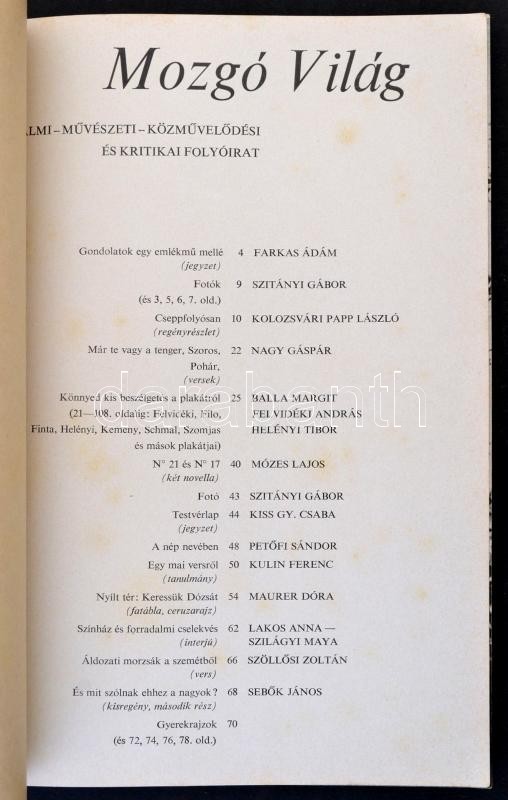 Mozgó Világ
ALMI – MŰVÉSZETI – KÖZMŰVELŐDÉSI
ÉS KRITIKAI FOLYÓIRAT
Gondolatok egy emlékmű mellé 4 FARKAS ÁDÁM
(jegyzet)
Fotók 9 SZITÁNYI GÁBOR
(és 3, 5, 6, 7. old.)
Cseppfolyósan 10 KOLOZSVÁRI PAPP LÁSZLÓ
(regényrészlet)
Már te vagy a tenger, Szoros, 22 NAGY GÁSPÁR
Pohár,
(versek)
Könnyed kis beszélgetés a plakátról 25 BALLA MARGIT
(21—108. oldalig: Felvidéki, Filo, FELVIDÉKI ANDRÁS
Finta, Helényi, Kemeny, Schmal, Szomjas HELÉNYI TIBOR
és mások plakátjai)
N° 21 és N° 17 40 MÓZES LAJOS
(két novella)
Fotó 43 SZITÁNYI GÁBOR
Testvérlap 44 KISS GY. CSABA
(jegyzet)
A nép nevében 48 PETŐFI SÁNDOR
Egy mai versről 50 KULIN FERENC
(tanulmány)
Nyílt tér: Keressük Dózsát 54 MAURER DÓRA
(fatábla, ceruzarajz)
Színház és forradalmi cselekvés 62 LAKOS ANNA —
(interjú) SZILÁGYI MAYA
Áldozati morzsák a szemétből 66 SZÖLLŐSI ZOLTÁN
(vers)
És mit szólnak ehhez a nagyok? 68 SEBŐK JÁNOS
(kisregény, második rész)
Gyerekrajzok 70
(és 72, 74, 76, 78. old.)
darabanth